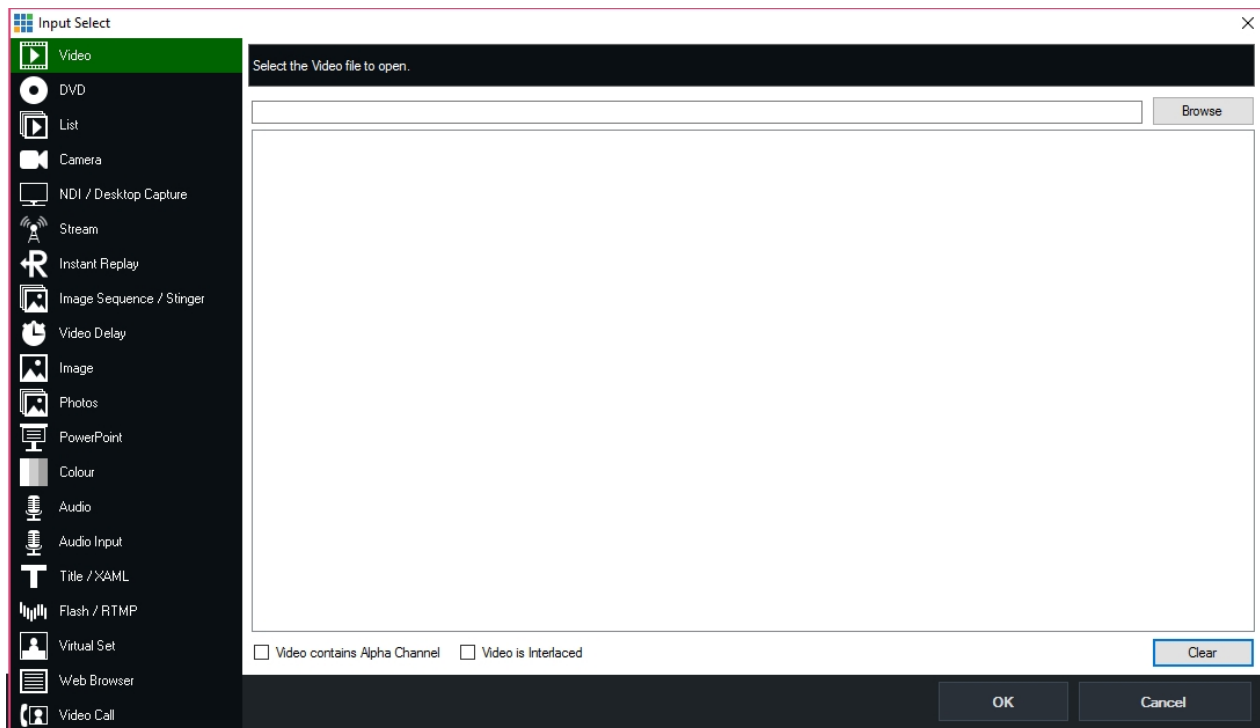 Input Select
Video
DVD
List
Camera
NDI / Desktop Capture
Stream
Instant Replay
Image Sequence / Stinger
Video Delay
Image
Photos
PowerPoint
Colour
Audio
Audio Input
Title / XAML
Flash / RTMP
Virtual Set
Web Browser
Video Call
Select the Video file to open.
Browse
Video contains Alpha Channel
Video is Interlaced
Clear
OK
Cancel